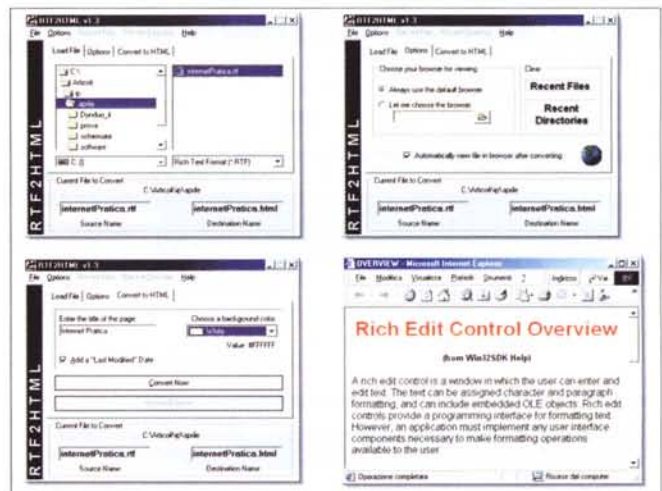 RTF2HTML v1.3
File Options Help
Load File Options Convert to HTML
C:\
Articoli
aprile
prova
schermate
software
internetPratica.rtf
C: []
Rich Text Format (*.RTF)
Current File to Convert
internetPratica.rtf internetPratica.html
Source Name Destination Name
RTF2HTML
RTF2HTML v1.3
File Options Help
Load File Options Convert to HTML
Choose your browser for viewing
Always use the default browser
Let me choose the browser
Clear
Recent Files
Recent
Directories
Automatically view file in browser after converting
Current File to Convert
internetPratica.rtf internetPratica.html
Source Name Destination Name
RTF2HTML
RTF2HTML v1.3
File Options Help
Load File Options Convert to HTML
Enter the title of the page:
Internet Pratica
Choose a background color
White
Value: #FFFFFF
Add a "Last Modified" Date
Convert Now
Current File to Convert
internetPratica.rtf internetPratica.html
Source Name Destination Name
RTF2HTML
OVERVIEW - Microsoft Internet Explorer
File Modifica Visualizza Preferiti Strumenti ?
Indirizzo
Rich Edit Control Overview
(from Win32SDK Help)
A rich edit control is a window in which the user can enter and
edit text. The text can be assigned character and paragraph
formatting, and can include embedded OLE objects. Rich edit
controls provide a programming interface for formatting text.
However, an application must implement any user interface
components necessary to make formatting operations
available to the user
Operazione completata
Risorse del computer